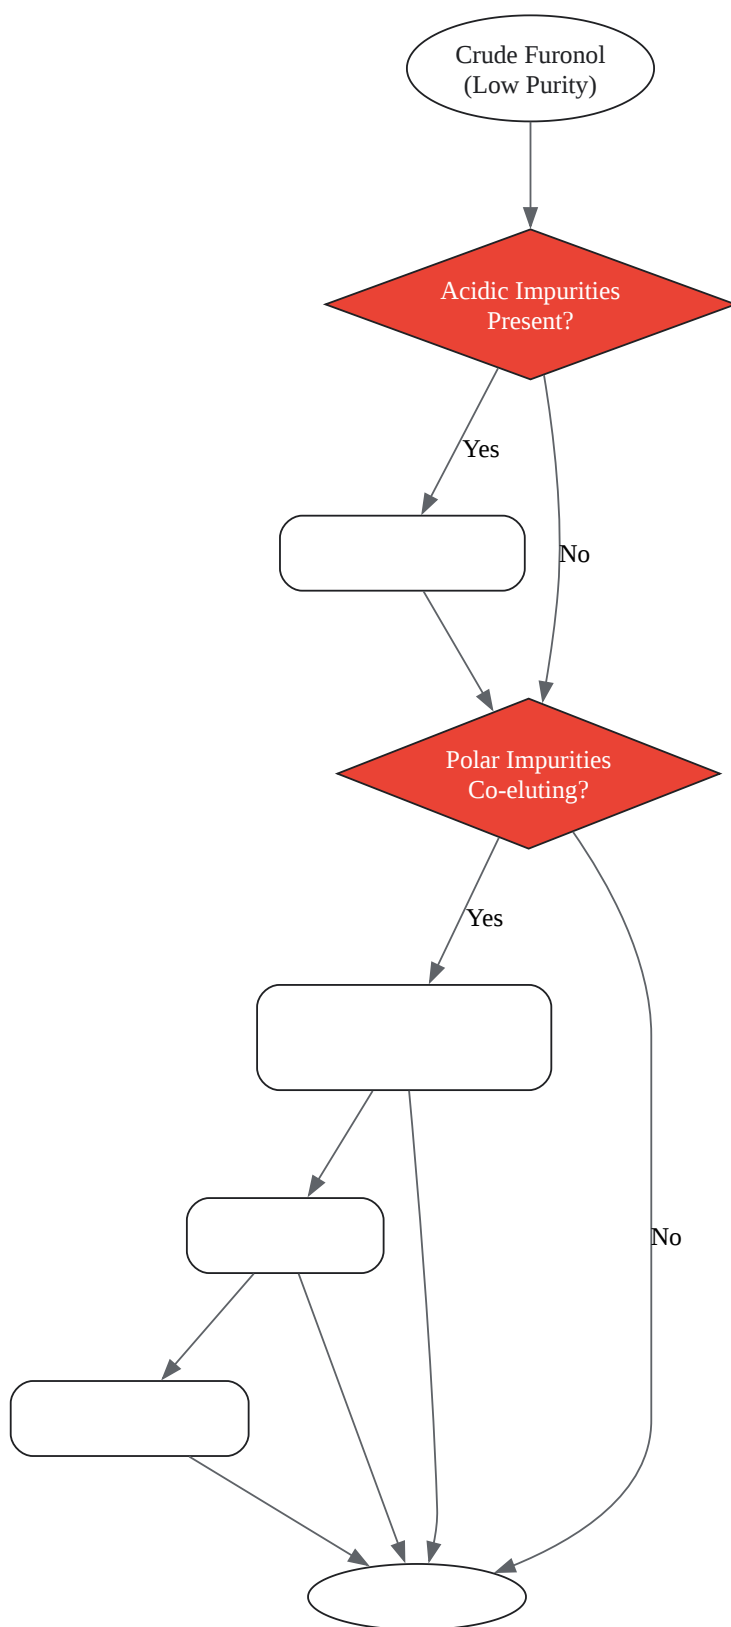 Crude Furonol
(Low Purity)
Acidic Impurities
Present?
Yes
No
Polar Impurities
Co-eluting?
Yes
No